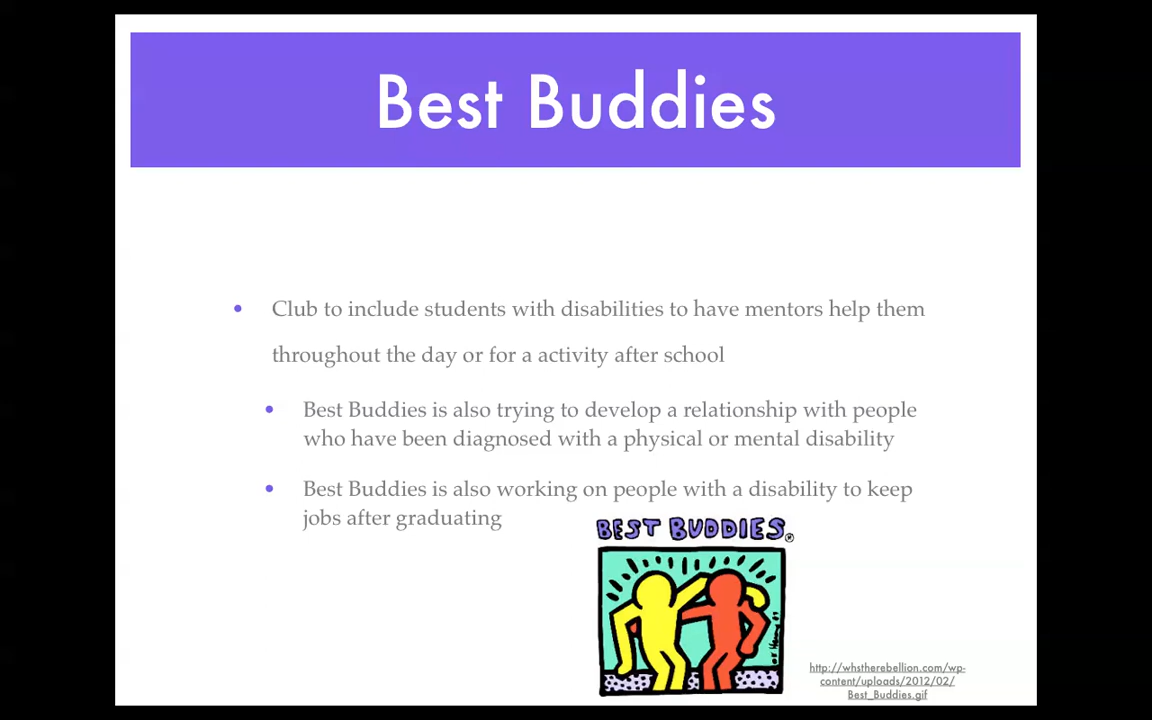 Best Buddies
Club to include students with disabilities to have mentors help them
throughout the day or for a activity after school
Best Buddies is also trying to develop a relationship with people
who have been diagnosed with a physical or mental disability
Best Buddies is also working on people with a disability to keep
jobs after graduating
BEST BUDDIES®
http://whstherebellion.com/wp-
content/uploads/2012/02/
Best_Buddies.gif